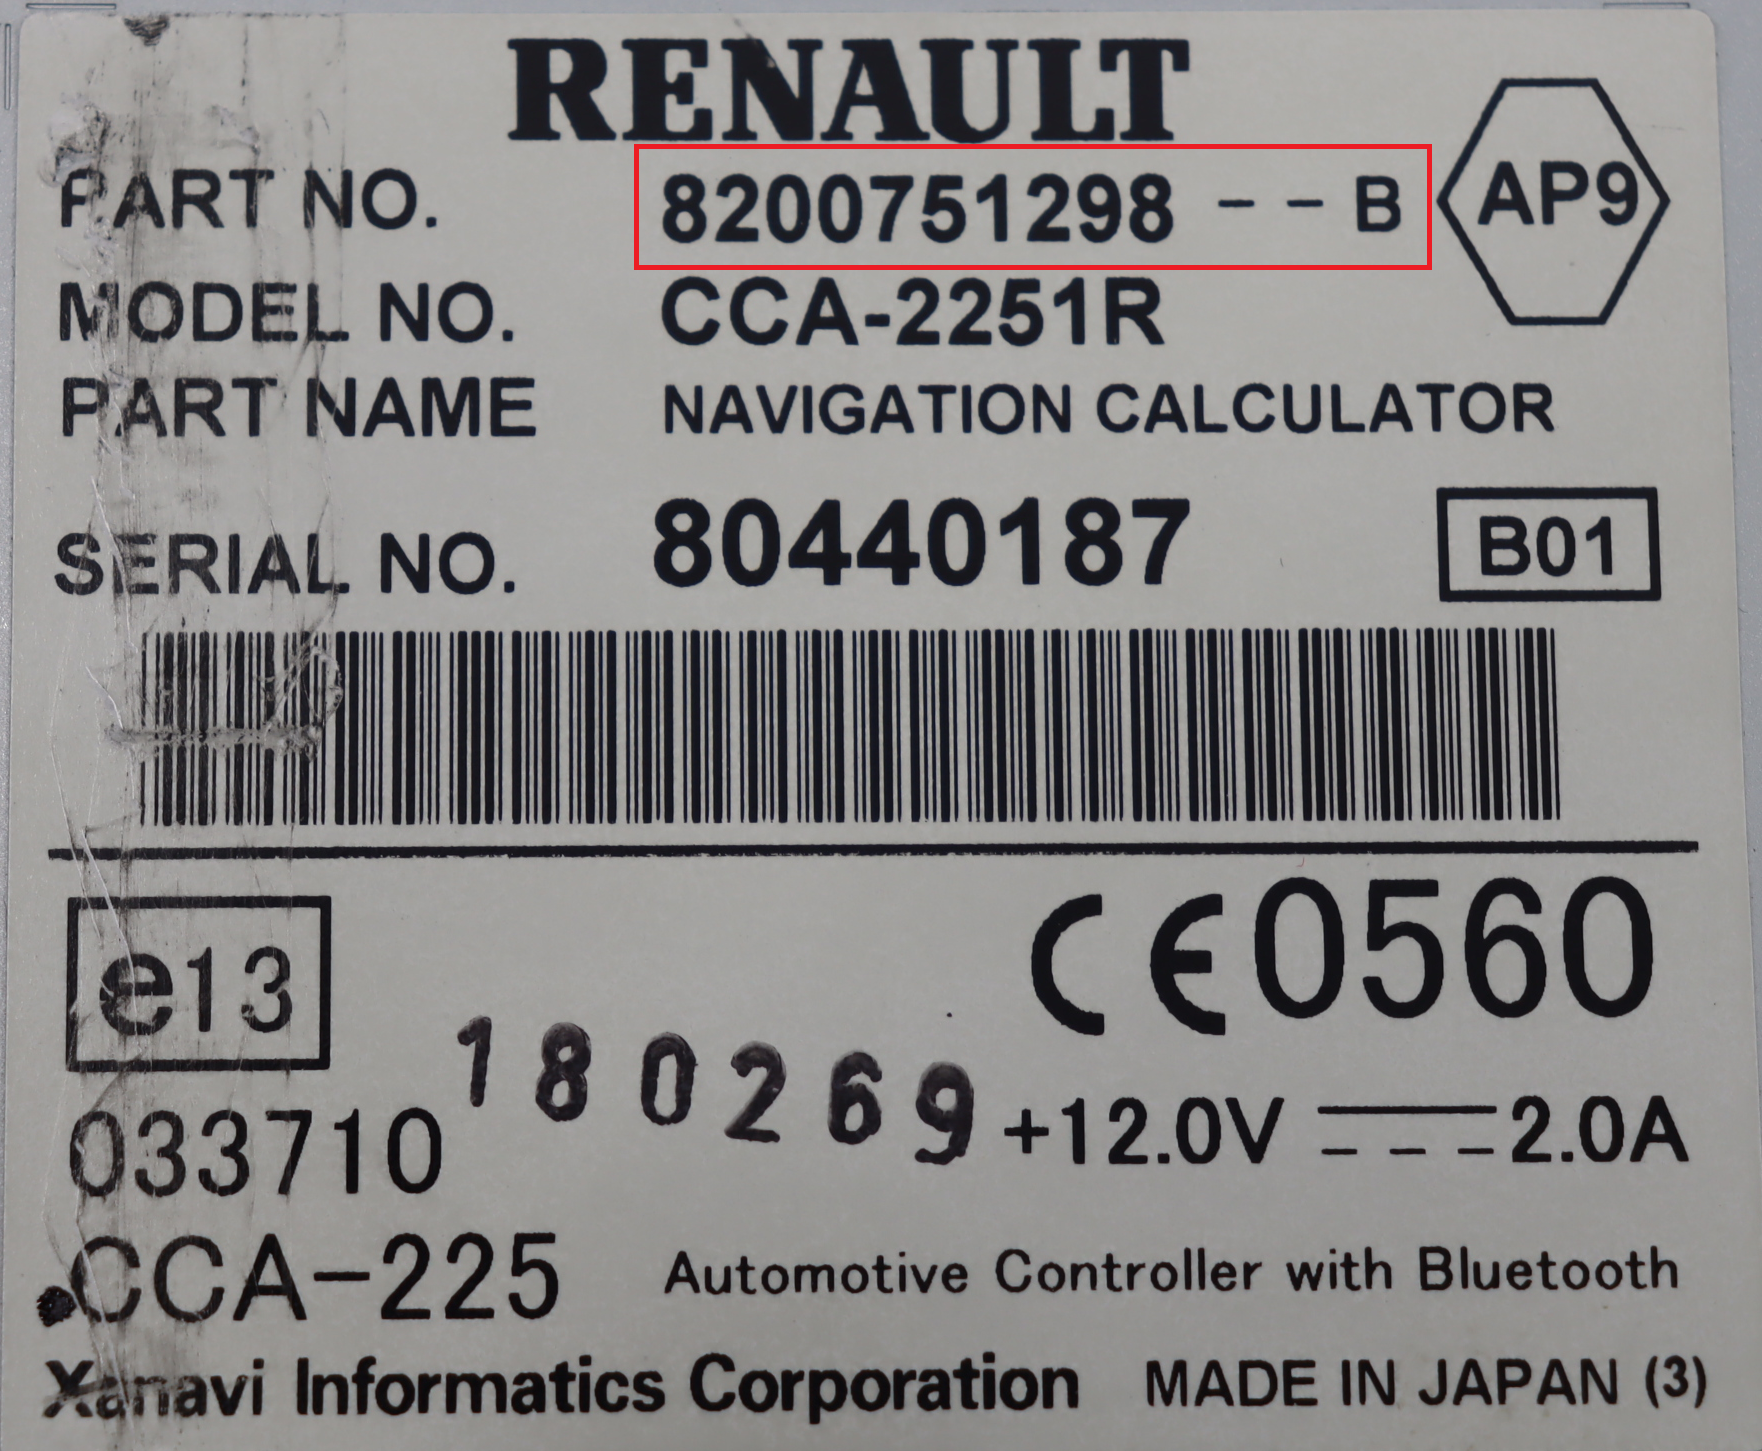 RENAULT
PART NO. 8200751298 - - B AP9
MODEL NO. CCA-2251R
PART NAME NAVIGATION CALCULATOR
SERIAL NO. 80440187 B01
e13 CE0560
180269
033710 +12.0V 2.0A
CCA-225 Automotive Controller with Bluetooth
Xanavi Informatics Corporation MADE IN JAPAN (3)